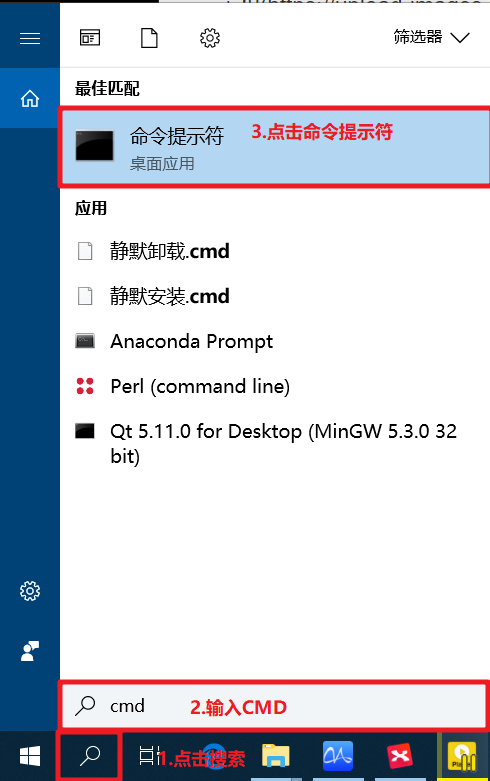 筛选器
最佳匹配
命令提示符
3.点击命令提示符
桌面应用
应用
静默卸载.cmd
静默安装.cmd
Anaconda Prompt
Perl (command line)
Qt 5.11.0 for Desktop (MinGW 5.3.0 32
bit)
cmd
2.输入CMD
1.点击搜索